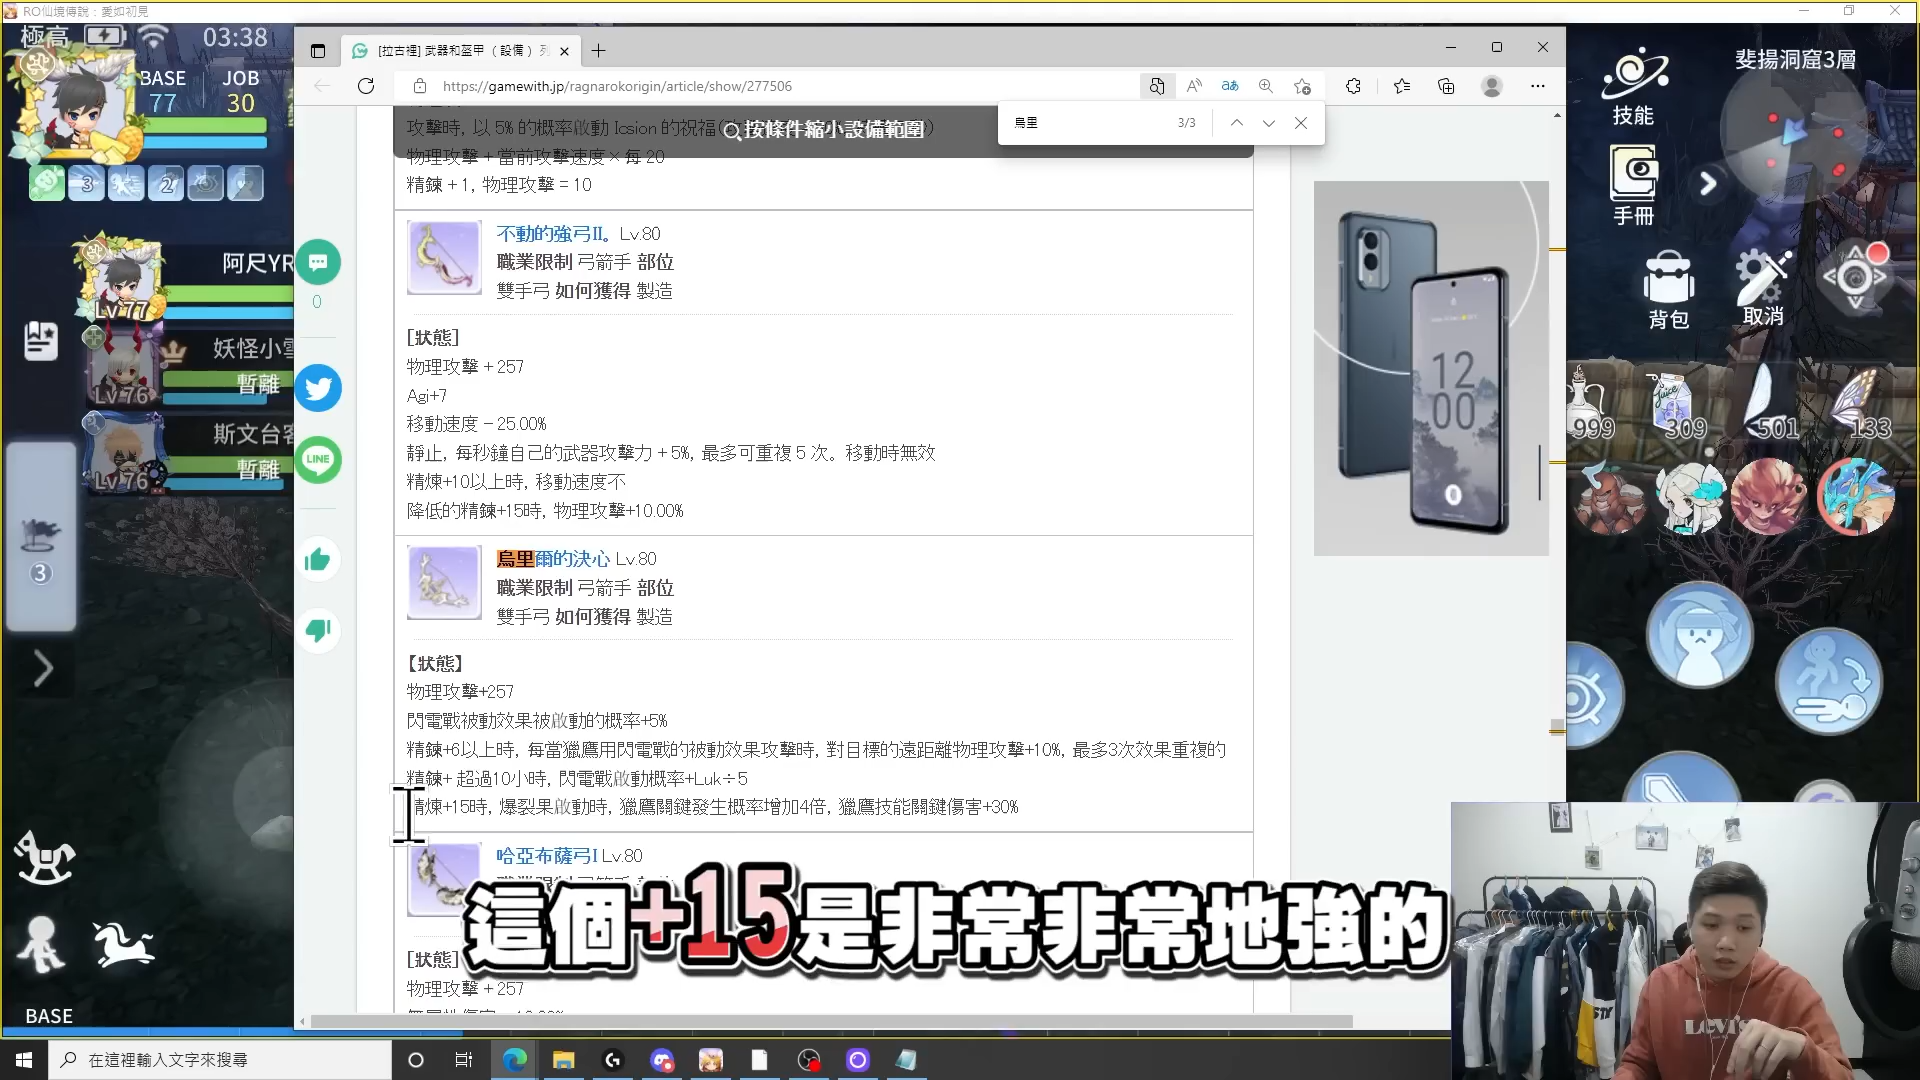 RO仙境傳說：愛如初見
極高
03:38
BASE
77
JOB
30
3
2
阿尺YR
Lv.77
妖怪小雪
暫離
Lv.76
斯文台客
暫離
Lv.76
3
BASE
[拉古裡] 武器和盔甲（設備）列
https://gamewith.jp/ragnarokorigin/article/show/277506
烏里
3/3
按條件縮小設備範圍
物理攻擊 + 當前攻擊速度 × 每 20
精鍊 + 1, 物理攻擊 = 10
不動的強弓II。 Lv.80
職業限制 弓箭手 部位
雙手弓 如何獲得 製造
[狀態]
物理攻擊 + 257
Agi+7
移動速度 − 25.00%
靜止, 每秒鐘自己的武器攻擊力 + 5%, 最多可重複 5 次。移動時無效
精煉+10以上時, 移動速度不
降低的精鍊+15時, 物理攻擊+10.00%
烏里爾的決心 Lv.80
職業限制 弓箭手 部位
雙手弓 如何獲得 製造
【狀態】
物理攻擊+257
閃電戰被動效果被啟動的概率+5%
精鍊+6以上時, 每當獵鷹用閃電戰的被動效果攻擊時, 對目標的遠距離物理攻擊+10%, 最多3次效果重複的
精鍊+ 超過10小時, 閃電戰啟動概率+Luk÷5
精煉+15時, 爆裂果啟動時, 獵鷹關鍵發生概率增加4倍, 獵鷹技能關鍵傷害+30%
哈亞布薩弓I Lv.80
[狀態]
物理攻擊 + 257
0
LINE
12
00
斐揚洞窟3層
技能
手冊
背包
取消
999
309
501
133
這個+15是非常非常地強的
LEVI'S
在這裡輸入文字來搜尋